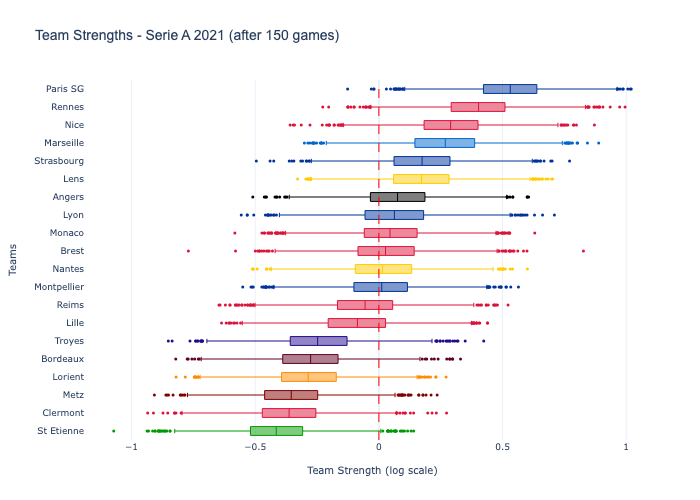 Team Strengths - Serie A 2021 (after 150 games)
Paris SG
Rennes
Nice
Marseille
Strasbourg
Lens
Angers
Lyon
Monaco
Brest
Nantes
Montpellier
Reims
Lille
Troyes
Bordeaux
Lorient
Metz
Clermont
St Etienne
Teams
−1 −0.5 0 0.5 1
Team Strength (log scale)